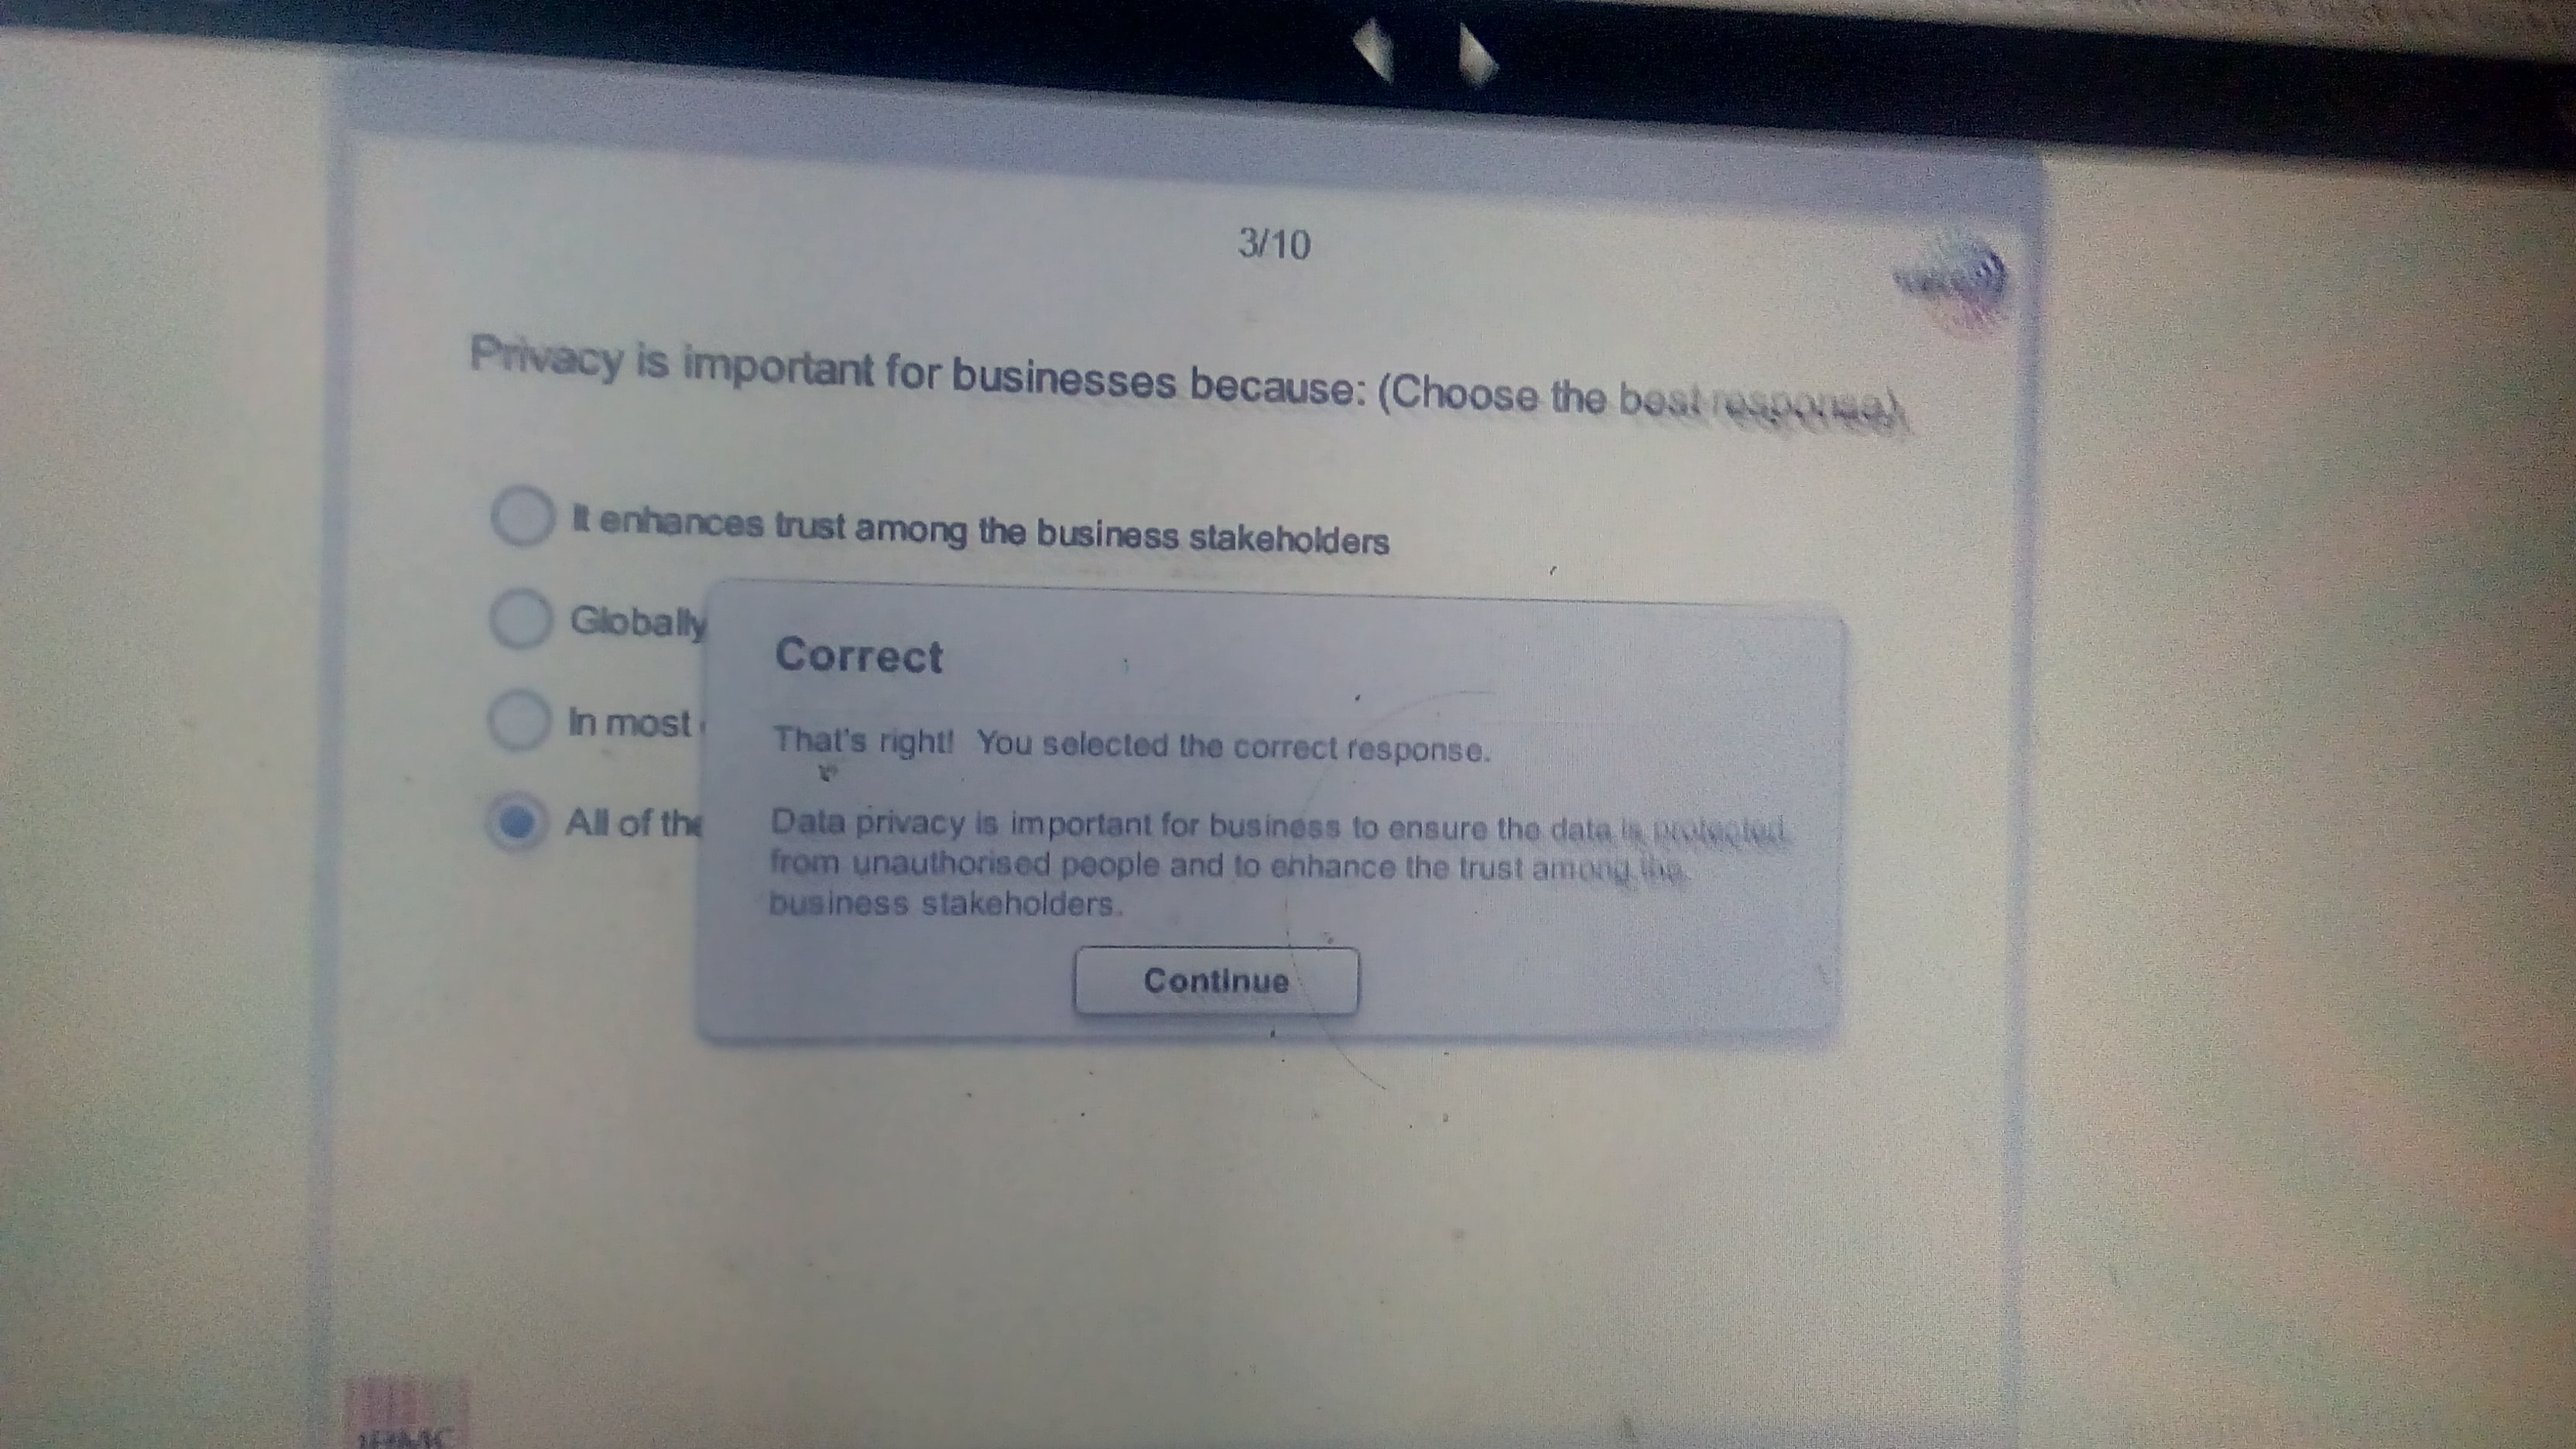 3/10
Privacy is important for businesses because: (Choose the best response)
It enhances trust among the business stakeholders
Globally
In most
All of the
Correct
That's right! You selected the correct response.
Data privacy is important for business to ensure the data is protected
from unauthorised people and to enhance the trust among the
business stakeholders.
Continue